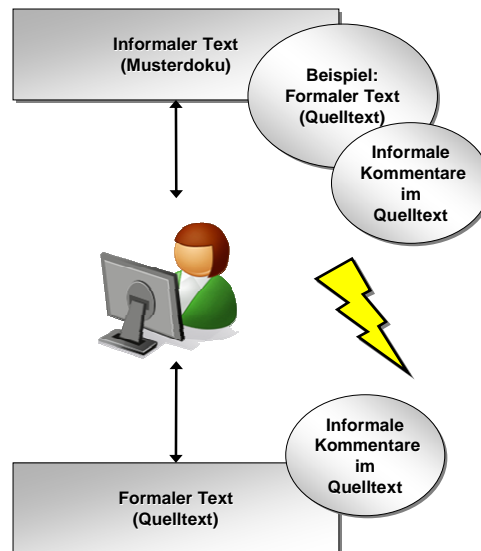 Informaler Text
(Musterdoku)
Beispiel:
Formaler Text
(Quelltext)
Informale
Kommentare
im
Quelltext
Informale
Kommentare
im
Quelltext
Formaler Text
(Quelltext)